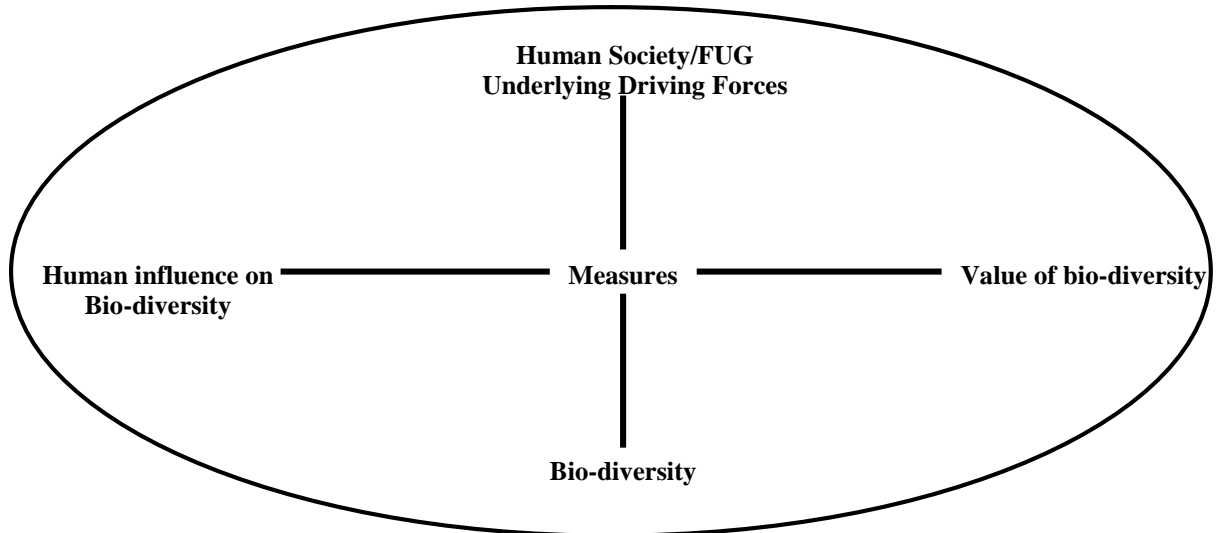 Human Society/FUG
Underlying Driving Forces
Human influence on
Bio-diversity
Measures
Value of bio-diversity
Bio-diversity